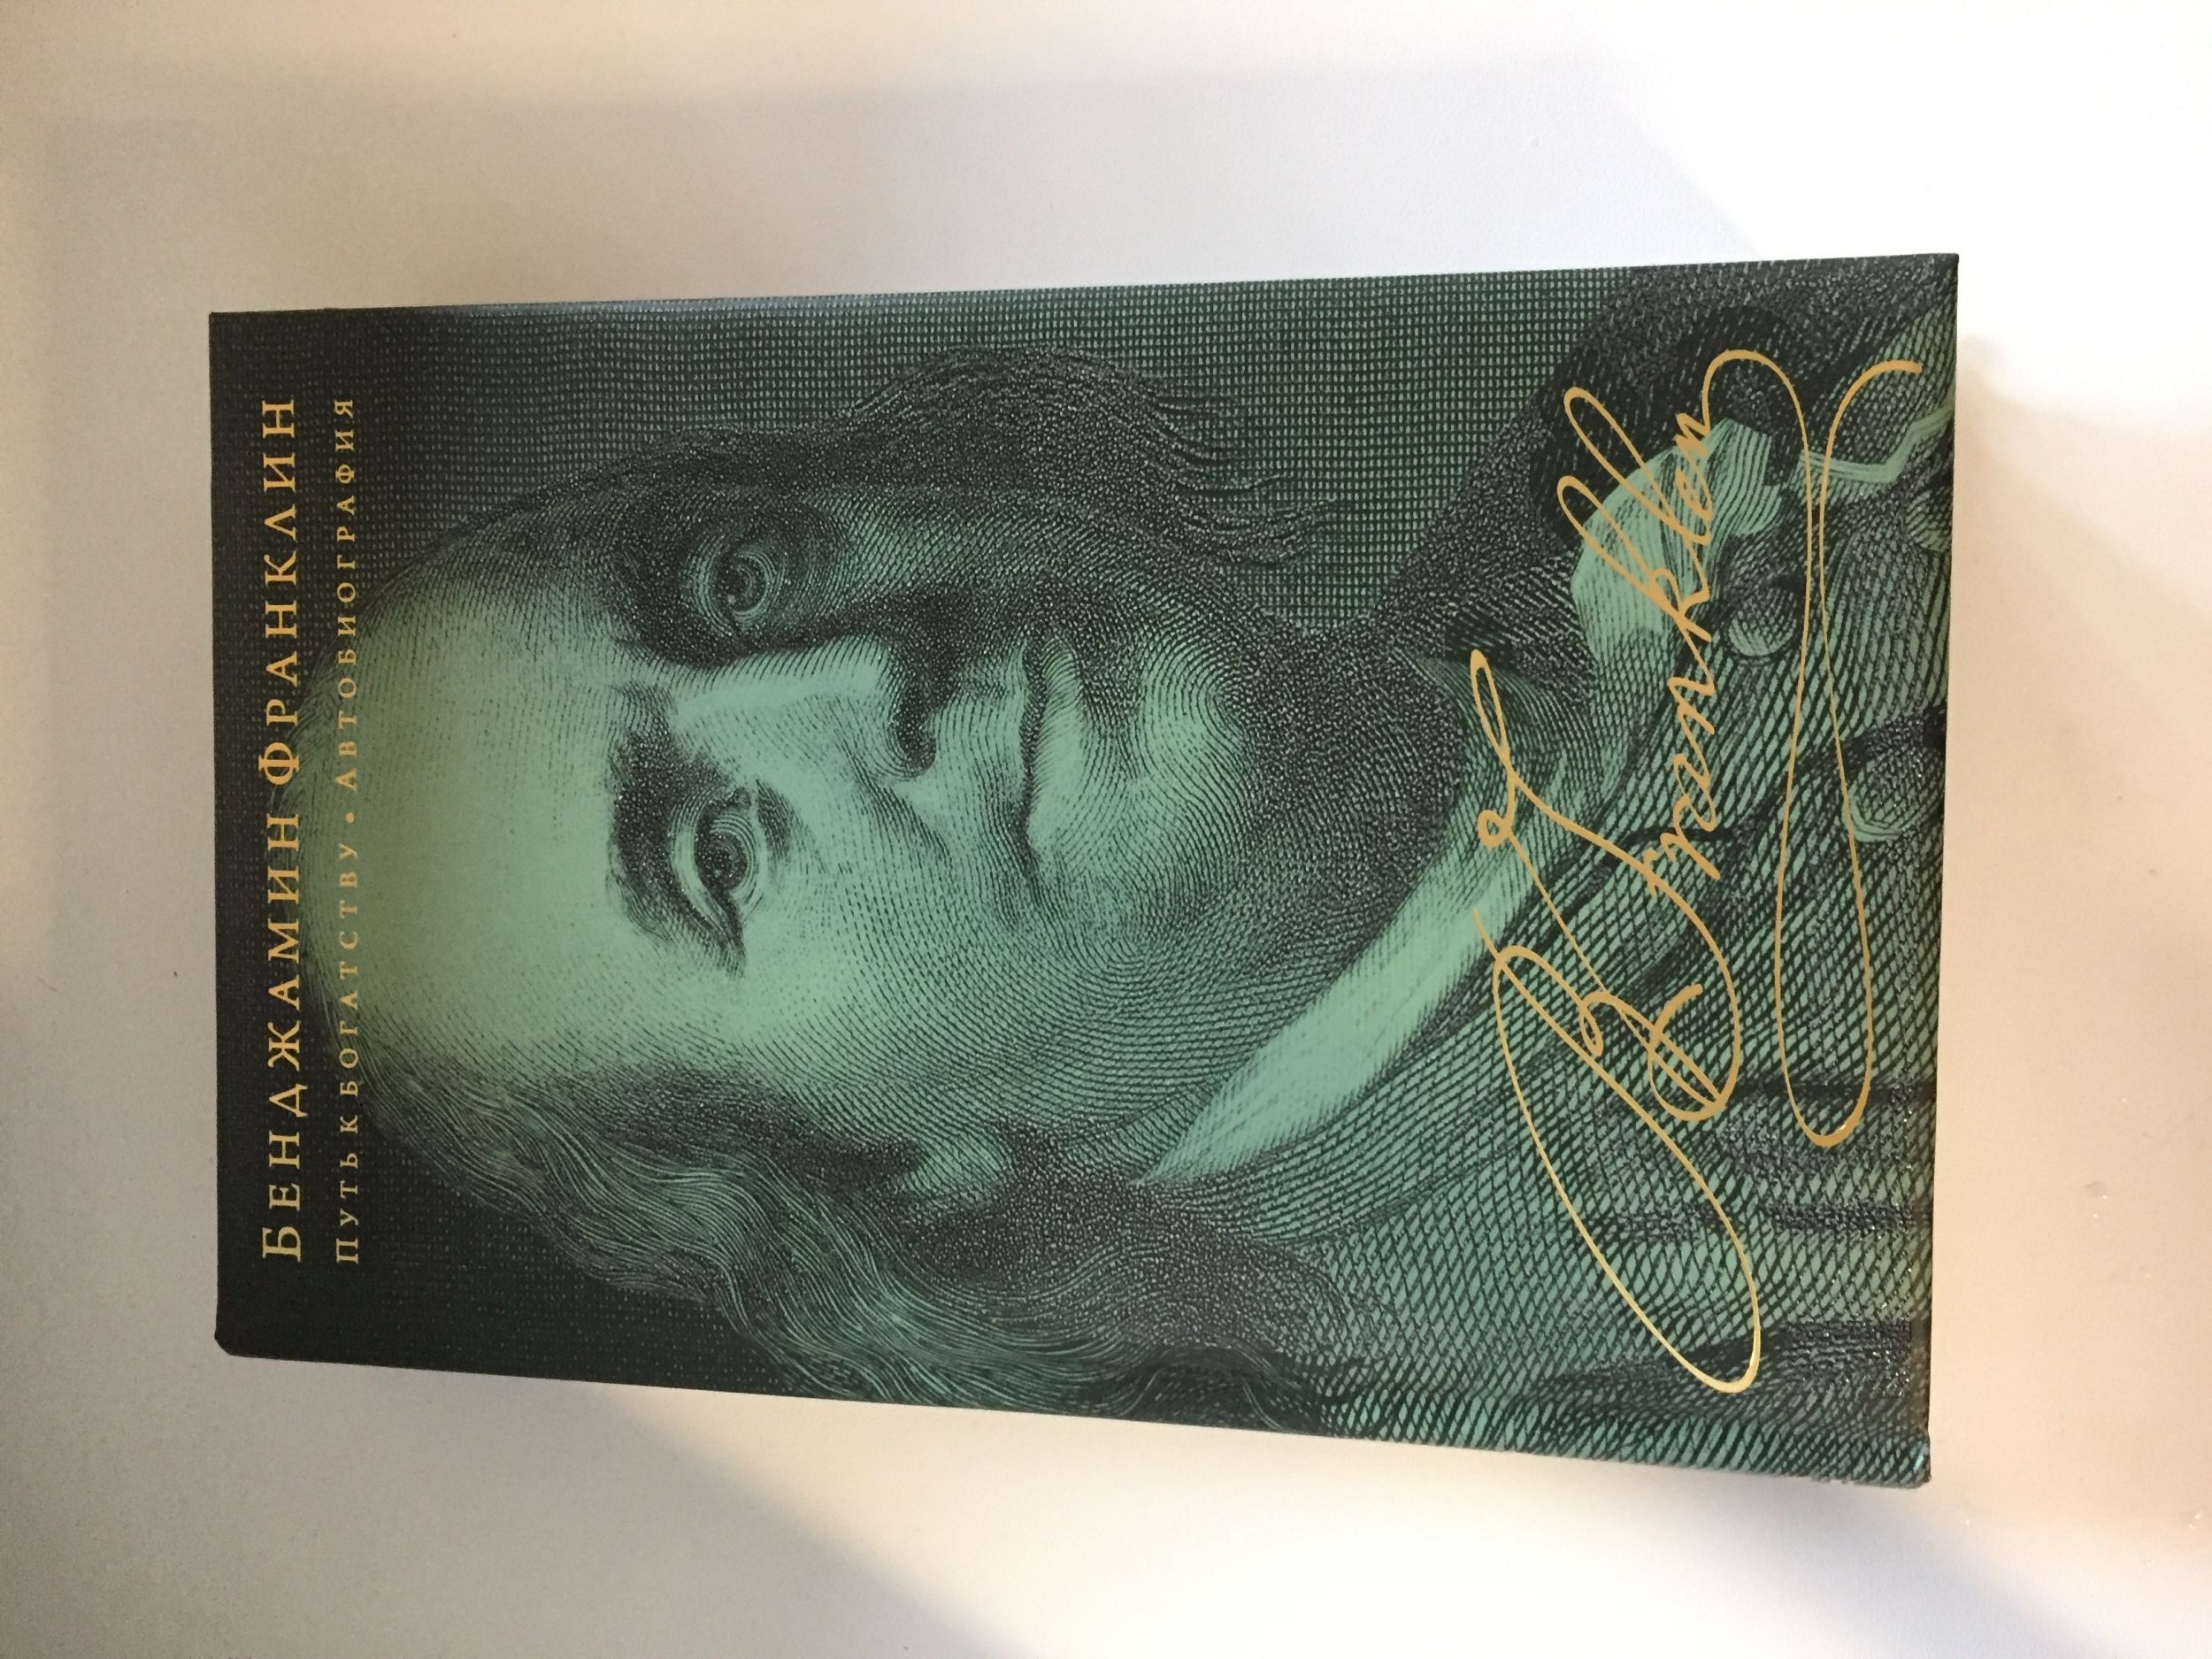 БЕНДЖАМИН ФРАНКЛИН
ПУТЬ К БОГАТСТВУ • АВТОБИОГРАФИЯ
B Franklin